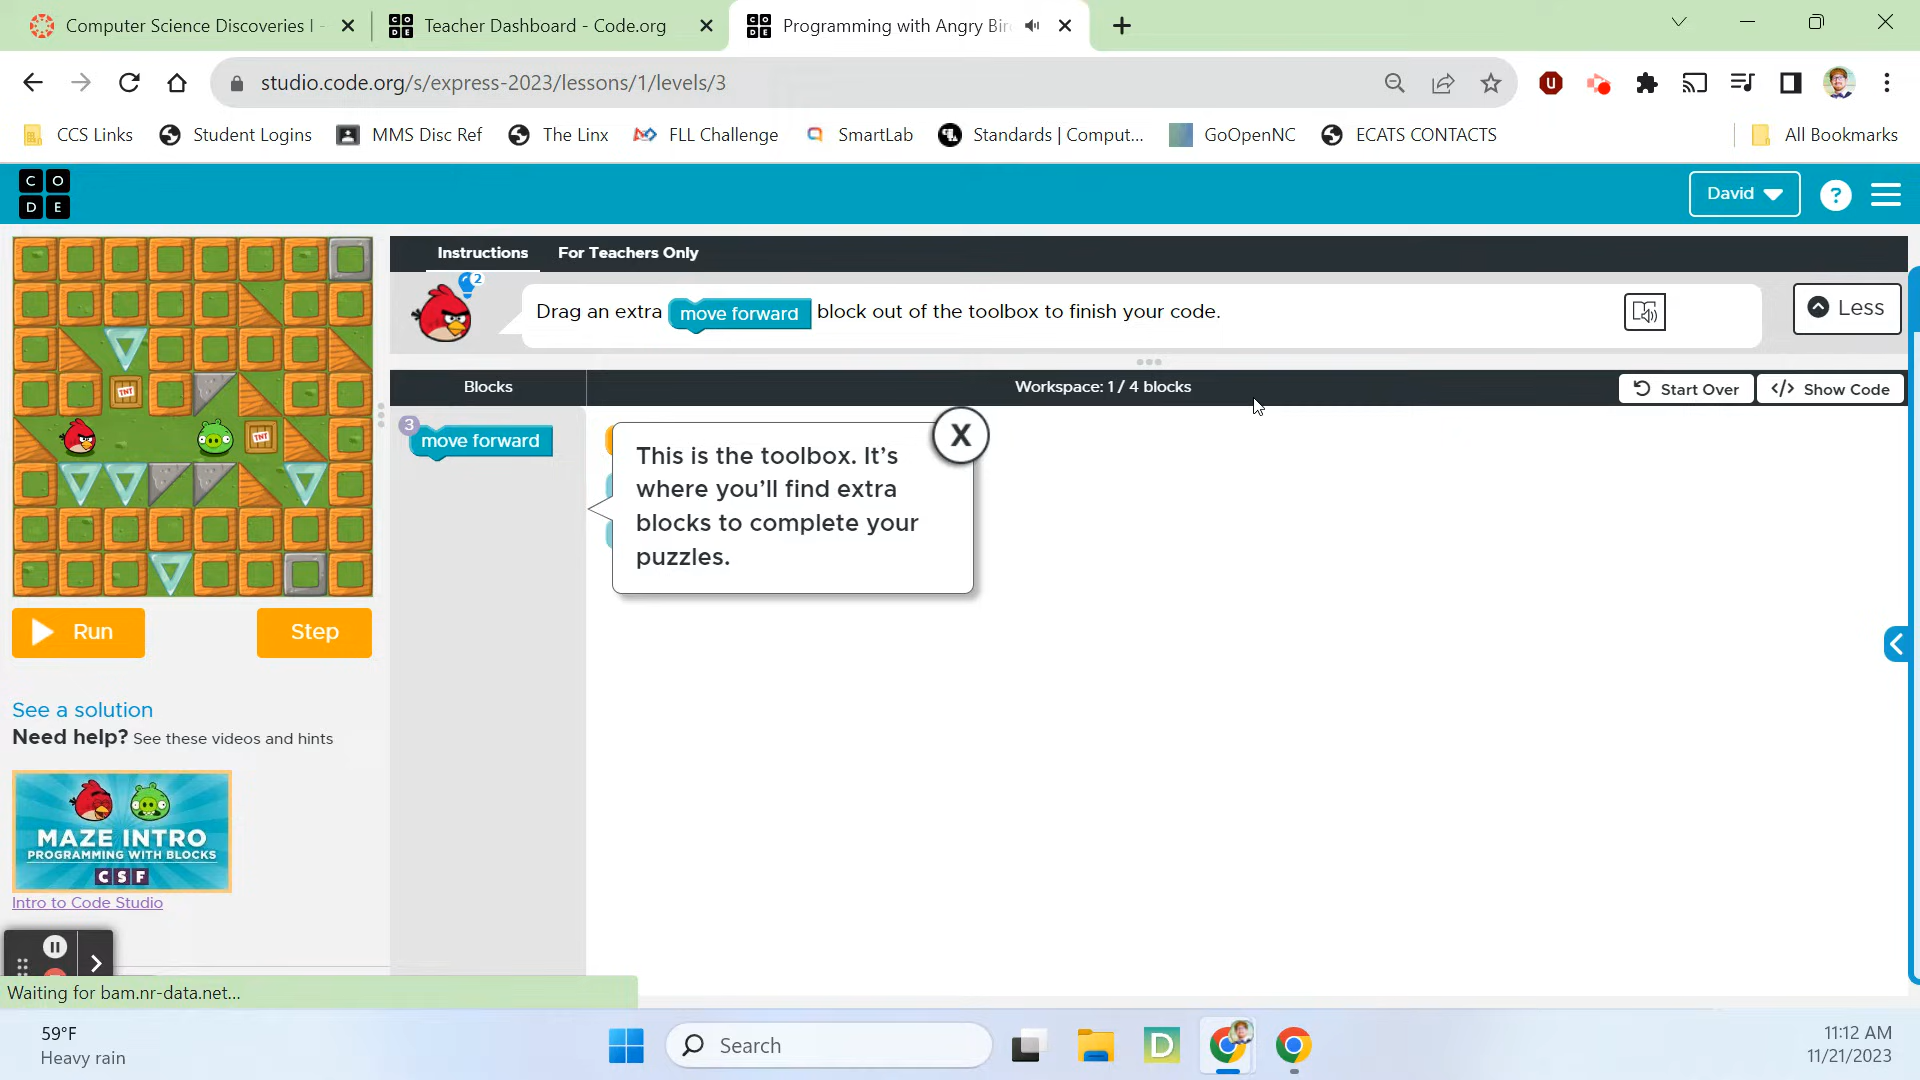 Computer Science Discoveries I -
Teacher Dashboard - Code.org
Programming with Angry Bir
studio.code.org/s/express-2023/lessons/1/levels/3
CCS Links
Student Logins
MMS Disc Ref
The Linx
FLL Challenge
SmartLab
Standards | Comput...
GoOpenNC
ECATS CONTACTS
All Bookmarks
C O
D E
David
?
Instructions
For Teachers Only
2
Drag an extra move forward block out of the toolbox to finish your code.
Less
Blocks
Workspace: 1 / 4 blocks
Start Over
</> Show Code
3
move forward
X
This is the toolbox. It's
where you'll find extra
blocks to complete your
puzzles.
TNT
TNT
Run
Step
See a solution
Need help? See these videos and hints
MAZE INTRO
PROGRAMMING WITH BLOCKS
C S F
Intro to Code Studio
Waiting for bam.nr-data.net...
59°F
Heavy rain
Search
D
11:12 AM
11/21/2023